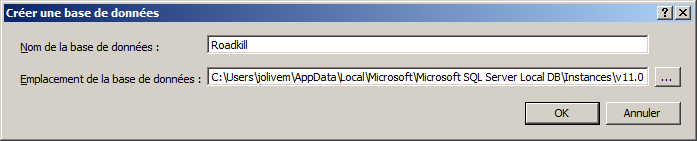 Créer une base de données
Nom de la base de données :
Roadkill
Emplacement de la base de données :
C:\Users\jolivem\AppData\Local\Microsoft\Microsoft SQL Server Local DB\Instances\v11.0
...
OK
Annuler